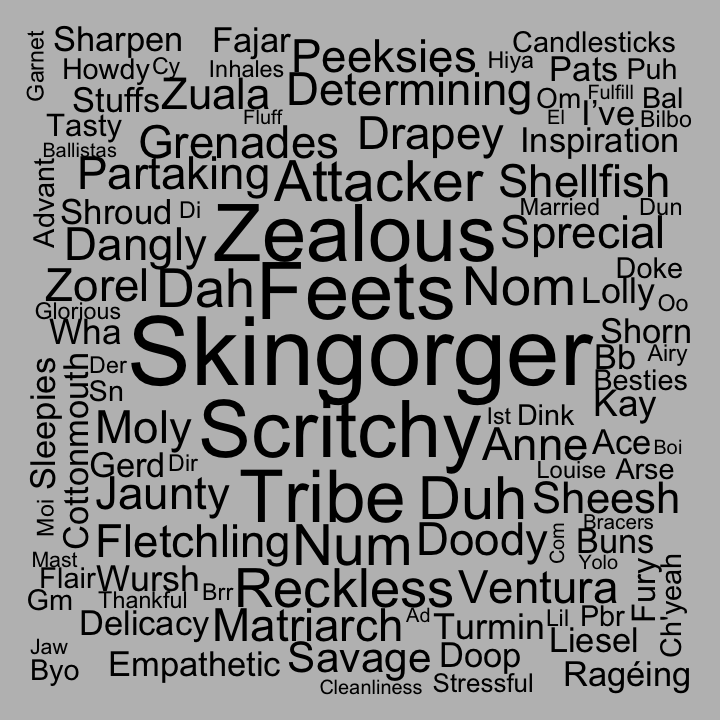 Garnet
Sharpen
Fajar
Peeksies
Hiya
Candlesticks
Howdy
Cy
Inhales
Pats
Puh
Stuffs
Zuala
Determining
Om,
Fulfill
Bal
Tasty
Fluff
El
I've
Bilbo
Ballistas
Grenades
Drapey
Inspiration
Advant
Partaking
Attacker
Shellfish
Shroud
Di
Zealous
Married
Dun
Dangly
Sprecial
Zorel
Dah
Feets
Nom
Lolly
Doke
Oo
Glorious
Wha
Skingorger
Shorn
Der
Bb
Airy
Sn
Besties
Sleepies
Cottonmouth
Kay
Moly
Scritchy
Ist
Dink
Anne
Ace
Boi
Gerd
Dir
Louise
Arse
Moi
Jaunty
Tribe
Duh
Sheesh
Fletchling
Num
Doody
Com
Bracers
Buns
Mast
Flair
Wursh
Brr
Reckless
Ventura
Yolo
Fury
Ch'yeah
Gm
Thankful
Delicacy
Matriarch
Ad
Turmin
Lil
Pbr
Liesel
Jaw
Byo
Empathetic
Savage
Doop
Cleanliness
Stressful
Ragéing